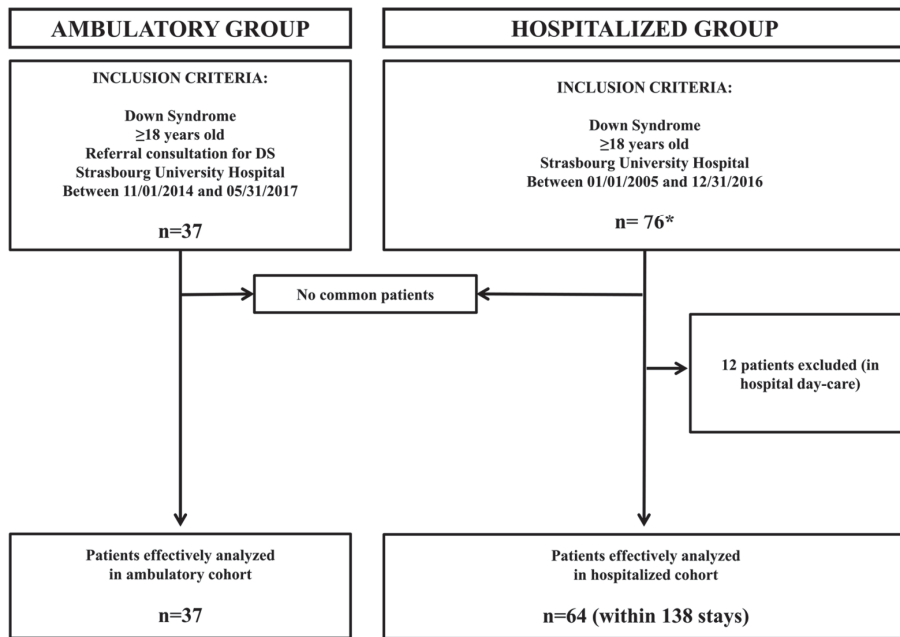 AMBULATORY GROUP
INCLUSION CRITERIA:
Down Syndrome
≥18 years old
Referral consultation for DS
Strasbourg University Hospital
Between 11/01/2014 and 05/31/2017
n=37
HOSPITALIZED GROUP
INCLUSION CRITERIA:
Down Syndrome
≥18 years old
Strasbourg University Hospital
Between 01/01/2005 and 12/31/2016
n= 76*
No common patients
12 patients excluded (in
hospital day-care)
Patients effectively analyzed
in ambulatory cohort
n=37
Patients effectively analyzed
in hospitalized cohort
n=64 (within 138 stays)